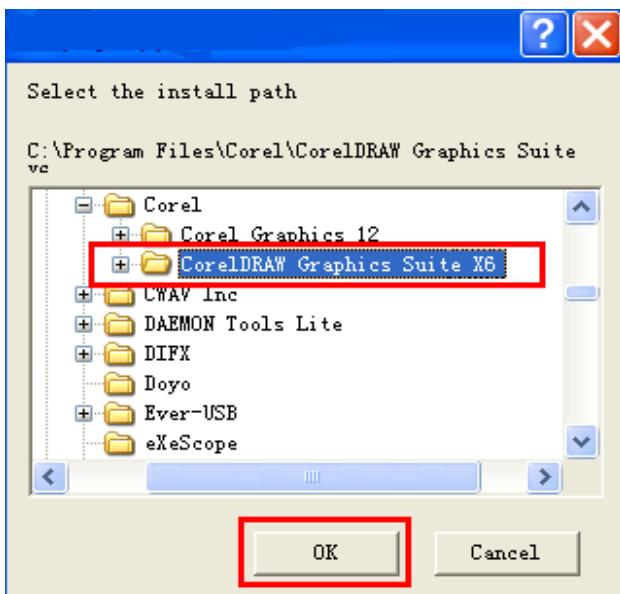 Select the install path
C:\Program Files\Corel\CorelDRAW Graphics Suite
Corel
Corel Graphics 12
CorelDRAW Graphics Suite X6
CWAV Inc
DAEMON Tools Lite
DIFX
Doyo
Ever-USB
eXeScope
OK
Cancel